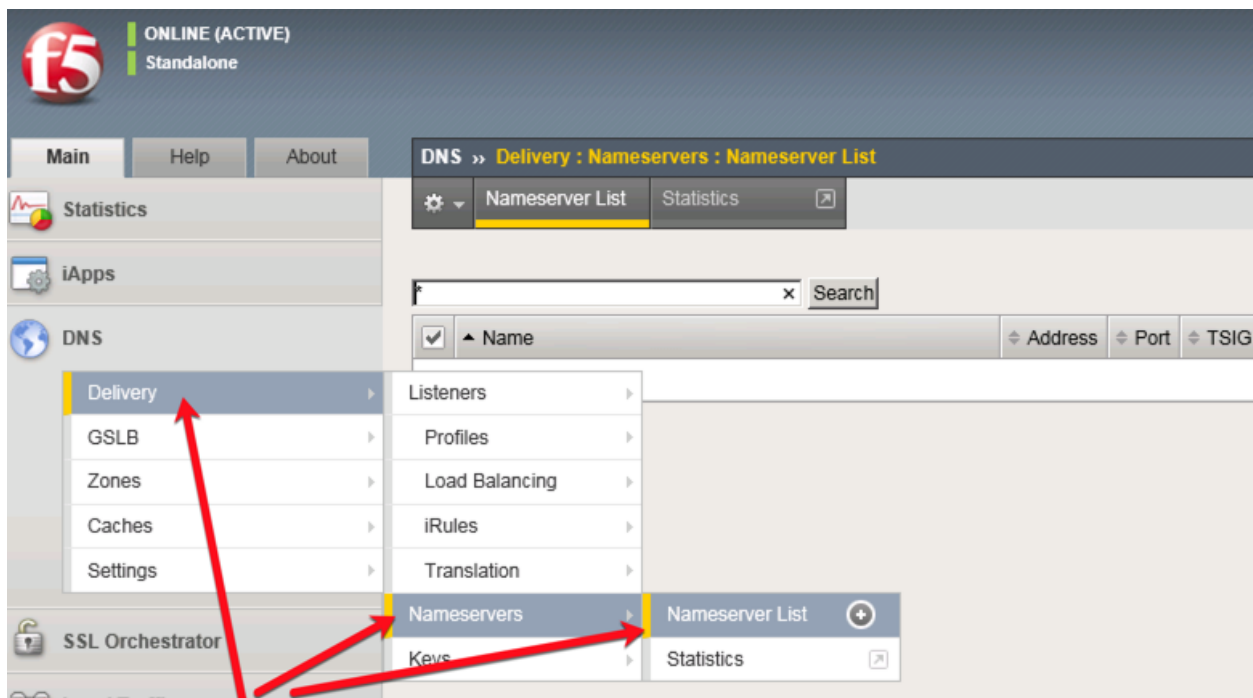 f5
ONLINE (ACTIVE)
Standalone
Main Help About
DNS » Delivery : Nameservers : Nameserver List
Nameserver List Statistics
Statistics
iApps
* × Search
Name Address Port TSIG
DNS
Delivery
GSLB
Zones
Caches
Settings
Listeners
Profiles
Load Balancing
iRules
Translation
Nameservers
Keys
Nameserver List
Statistics
SSL Orchestrator